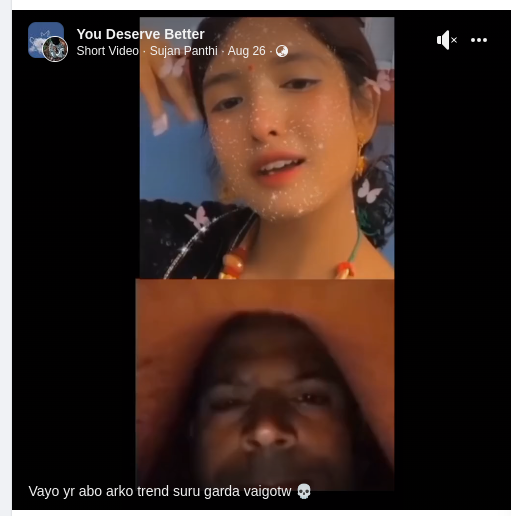 You Deserve Better
Short Video · Sujan Panthi · Aug 26 ·
Vayo yr abo arko trend suru garda vaigotw 💀